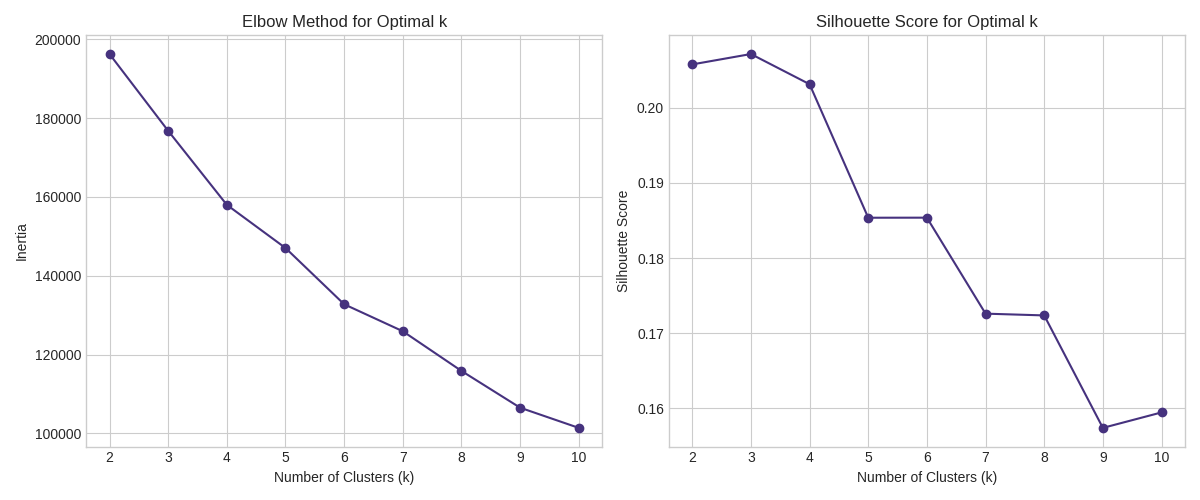 Elbow Method for Optimal k
200000
180000
160000
140000
120000
100000
Inertia
2 3 4 5 6 7 8 9 10
Number of Clusters (k)
Silhouette Score for Optimal k
0.20
0.19
0.18
0.17
0.16
Silhouette Score
2 3 4 5 6 7 8 9 10
Number of Clusters (k)